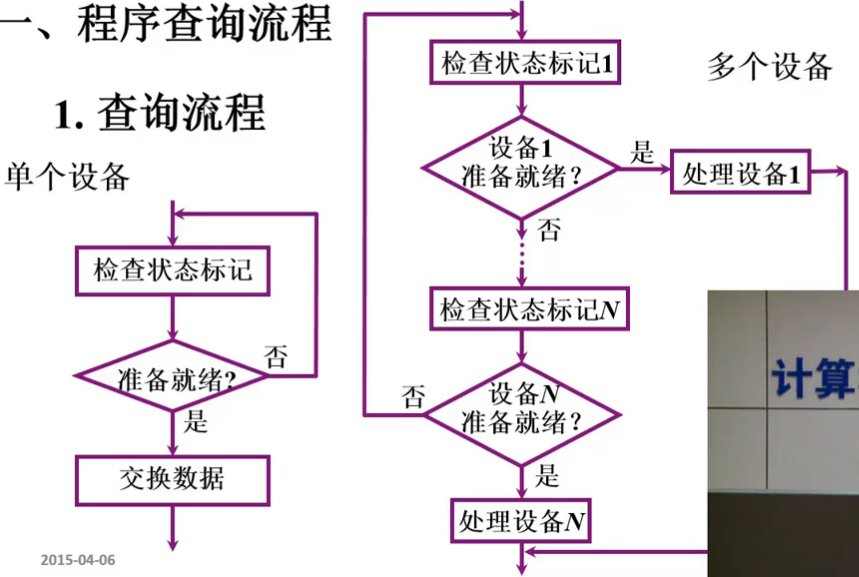 一、程序查询流程
1. 查询流程
单个设备
检查状态标记
准备就绪?
否
是
交换数据
多个设备
检查状态标记1
设备1
准备就绪?
是
处理设备1
否
检查状态标记N
设备N
准备就绪?
否
是
处理设备N
计算
2015-04-06